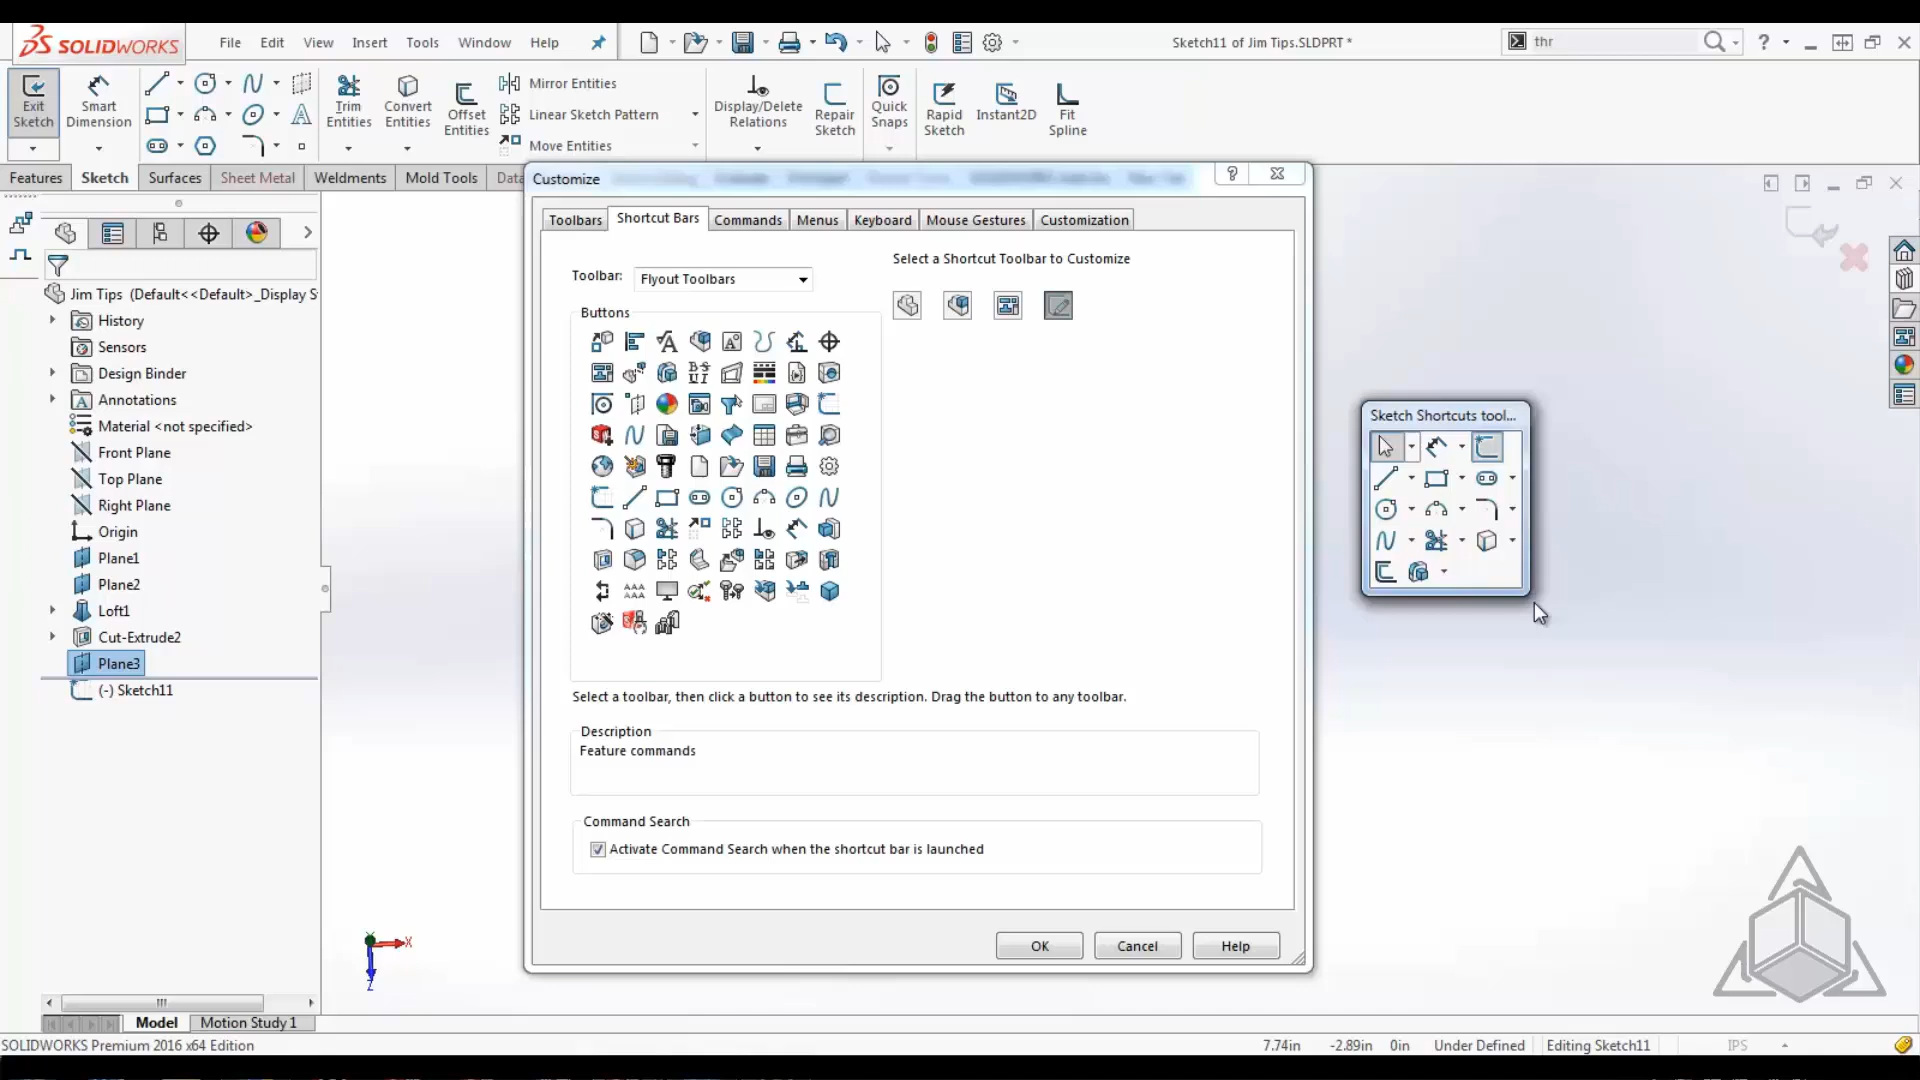 SOLIDWORKS File Edit View Insert Tools Window Help Sketch11 of Jim Tips.SLDPRT * thr
Exit Sketch
Smart Dimension
Trim Entities
Convert Entities
Offset Entities
Mirror Entities
Linear Sketch Pattern
Move Entities
Display/Delete Relations
Repair Sketch
Quick Snaps
Rapid Sketch
Instant2D
Fit Spline
Features Sketch Surfaces Sheet Metal Weldments Mold Tools Data
Customize
Toolbars Shortcut Bars Commands Menus Keyboard Mouse Gestures Customization
Jim Tips (Default<<Default>_Display S
History
Sensors
Design Binder
Annotations
Material <not specified>
Front Plane
Top Plane
Right Plane
Origin
Plane1
Plane2
Loft1
Cut-Extrude2
Plane3
(-) Sketch11
Toolbar: Flyout Toolbars
Select a Shortcut Toolbar to Customize
Buttons
Select a toolbar, then click a button to see its description. Drag the button to any toolbar.
Description
Feature commands
Command Search
Activate Command Search when the shortcut bar is launched
OK Cancel Help
Sketch Shortcuts tool...
X
Z
Model Motion Study 1
SOLIDWORKS Premium 2016 x64 Edition 7.74in -2.89in 0in Under Defined Editing Sketch11 IPS